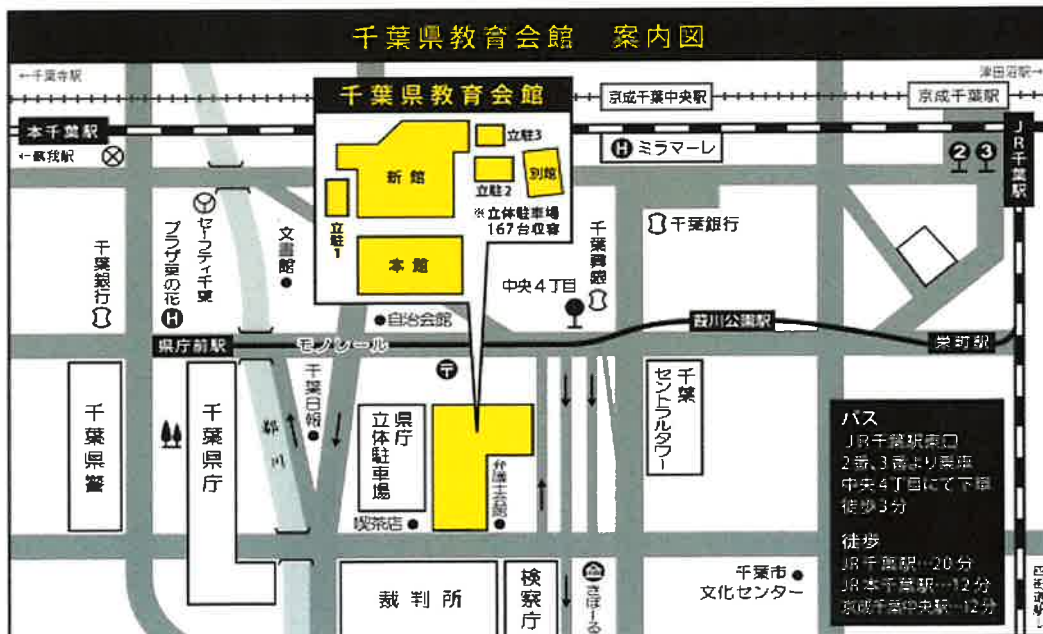 千葉県教育会館 案内図
←千葉寺駅
津田沼駅→
千葉県教育会館
京成千葉中央駅
京成千葉駅
本千葉駅
←蘇我駅
JR千葉駅
H ミラマーレ
2 3
新館
立駐3
立駐2
別館
立駐1
※立体駐車場
167台収容
本館
千葉銀行
プラザ菜の花
H
セーフティ千葉
文書館
千葉興銀
千葉銀行
中央4丁目
自治会館
県庁前駅
モノレール
葭川公園駅
栄町駅
〒
千葉日報
千葉県警
千葉県庁
都川
県庁
立体駐車場
弁護士会館
喫茶店
千葉
セントラルタワー
バス
JR千葉駅東口
2番、3番より乗車
中央4丁目にて下車
徒歩3分
徒歩
JR千葉駅…20分
JR本千葉駅…12分
京成千葉中央駅…12分
裁判所
検察庁
きぼーる
千葉市
文化センター
四街道駅→